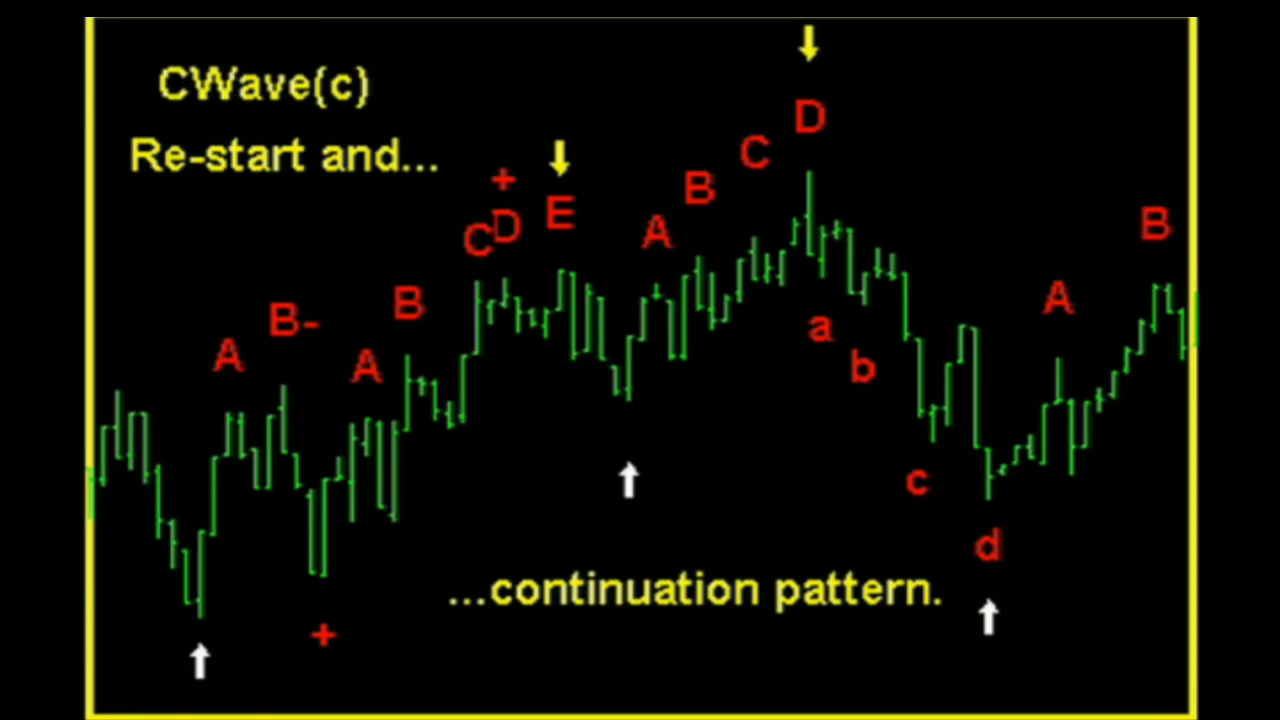 CWave(c)
Re-start and...
D
C
B
+
E
D
C
A
B
B
A
B-
A
B
A
a
b
c
d
...continuation pattern.
+